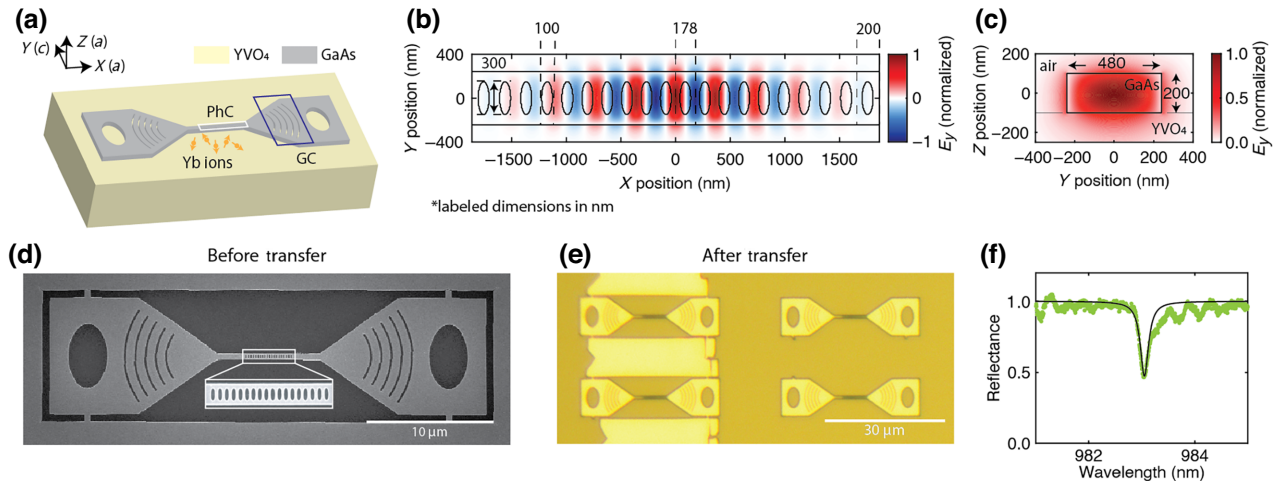 (a)
Z (a)
Y (c)
X (a)
YVO₄
GaAs
PhC
Yb ions
GC
(b)
100
178
200
300
Y position (nm)
400
0
−400
−1500
−1000
−500
0
500
1000
1500
X position (nm)
1
0
−1
Ey (normalized)
*labeled dimensions in nm
(c)
Z position (nm)
200
0
−200
air
480
GaAs
200
YVO₄
−400
−200
0
200
400
Y position (nm)
1.0
0.5
0.0
Ey (normalized)
(d)
Before transfer
10 μm
(e)
After transfer
30 μm
(f)
Reflectance
1.0
0.5
0.0
982
984
Wavelength (nm)